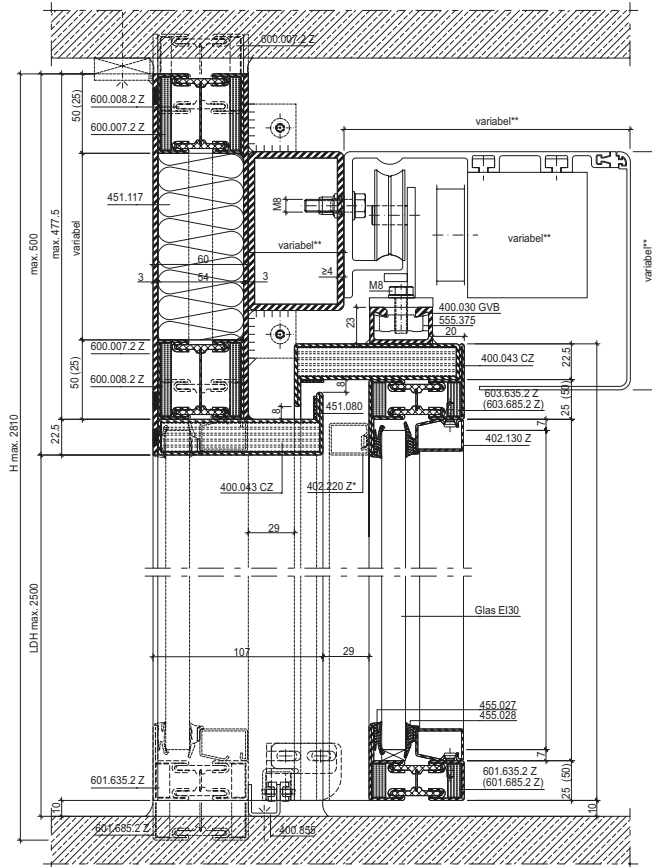 600.007.2 Z
600.008.2 Z
600.007.2 Z
50 (25)
variabel**
451.117
M8
variabel**
variabel**
variabel**
max. 500
max. 477.5
variabel
60
3
54
3
≥4
M8
400.030 GVB
555.375
20
23
600.007.2 Z
600.008.2 Z
50 (25)
400.043 CZ
22.5
8
451.080
8
603.635.2 Z
(603.685.2 Z)
25 (50)
7
402.130 Z
22.5
400.043 CZ
402.220 Z*
29
H max. 2810
LDH max. 2500
Glas EI30
107
29
455.027
455.028
7
601.635.2 Z
601.635.2 Z
(601.685.2 Z)
25 (50)
10
10
601.685.2 Z
400.855